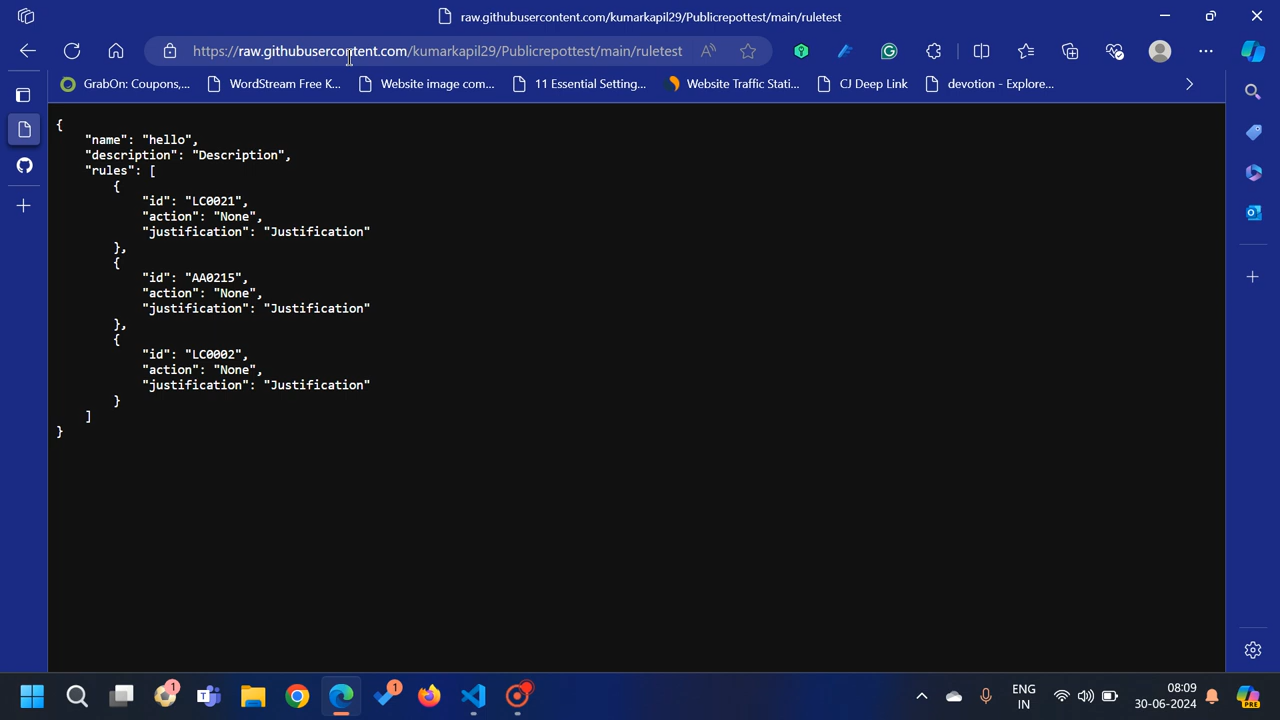 raw.githubusercontent.com/kumarkapil29/Publicrepottest/main/ruletest
https://raw.githubusercontent.com/kumarkapil29/Publicrepottest/main/ruletest
GrabOn: Coupons,... WordStream Free K... Website image com... 11 Essential Setting... Website Traffic Stati... CJ Deep Link devotion - Explore...
{
"name": "hello",
"description": "Description",
"rules": [
{
"id": "LC0021",
"action": "None",
"justification": "Justification"
},
{
"id": "AA0215",
"action": "None",
"justification": "Justification"
},
{
"id": "LC0002",
"action": "None",
"justification": "Justification"
}
]
}
1
1
ENG
IN
08:09
30-06-2024
PRE